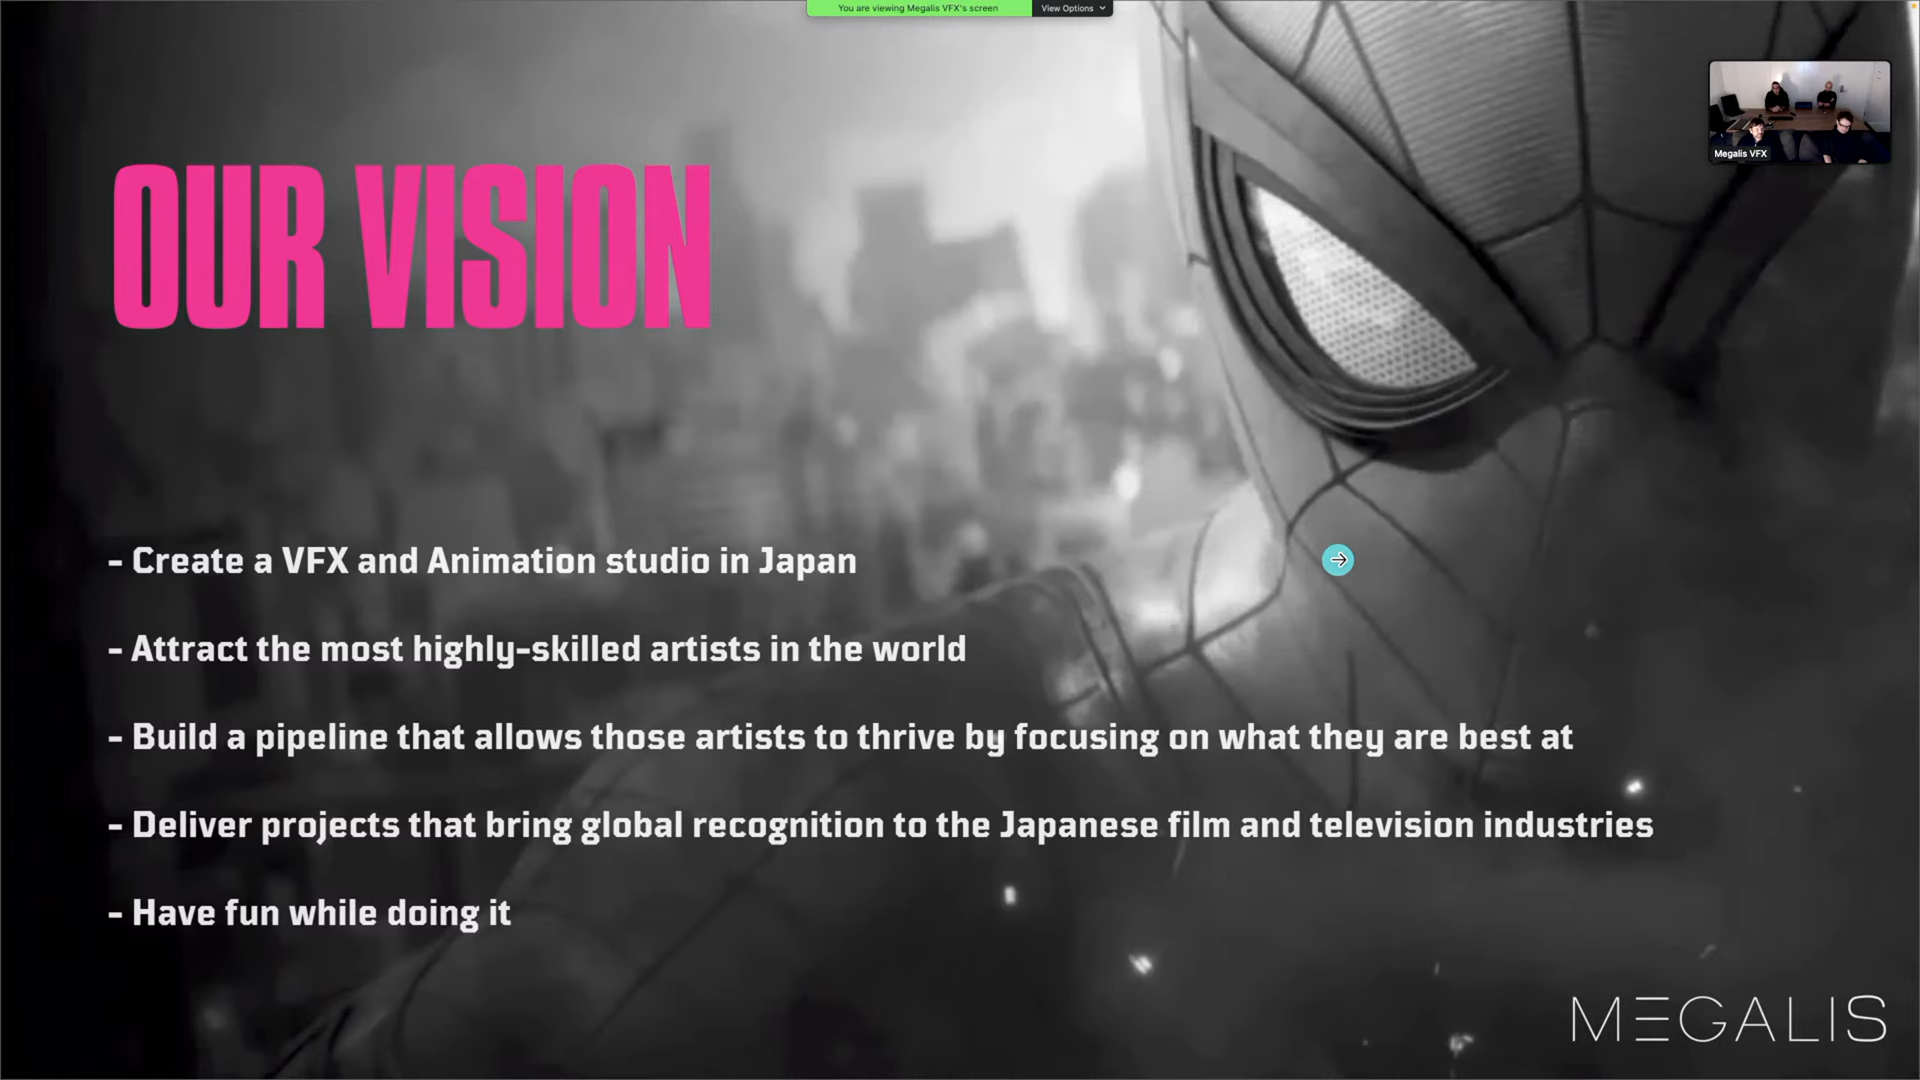 You are viewing Megalis VFX's screen
View Options
Megalis VFX
OUR VISION
- Create a VFX and Animation studio in Japan
- Attract the most highly-skilled artists in the world
- Build a pipeline that allows those artists to thrive by focusing on what they are best at
- Deliver projects that bring global recognition to the Japanese film and television industries
- Have fun while doing it
MEGALIS